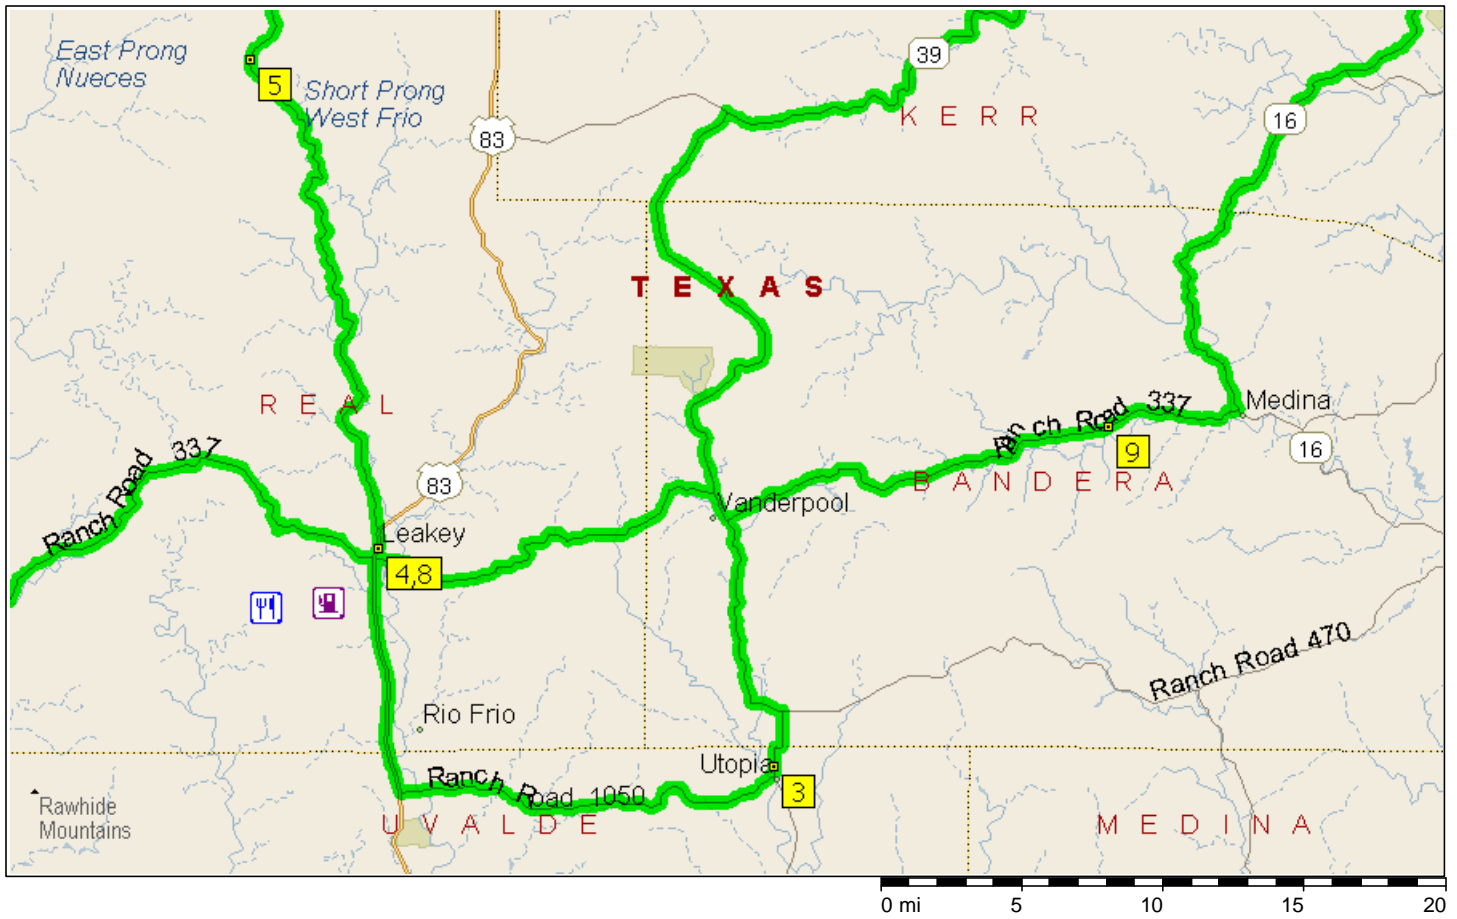 East Prong
Nueces
5
Short Prong
West Frio
83
39
K E R R
16
T E X A S
R E A L
Ranch Road 337
83
Leakey
4,8
Vanderpool
Ranch Road 337
Medina
9
16
B A N D E R A
Ranch Road 470
Rio Frio
Utopia
3
Ranch Road 1050
Rawhide
Mountains
U V A L D E
M E D I N A
0 mi 5 10 15 20